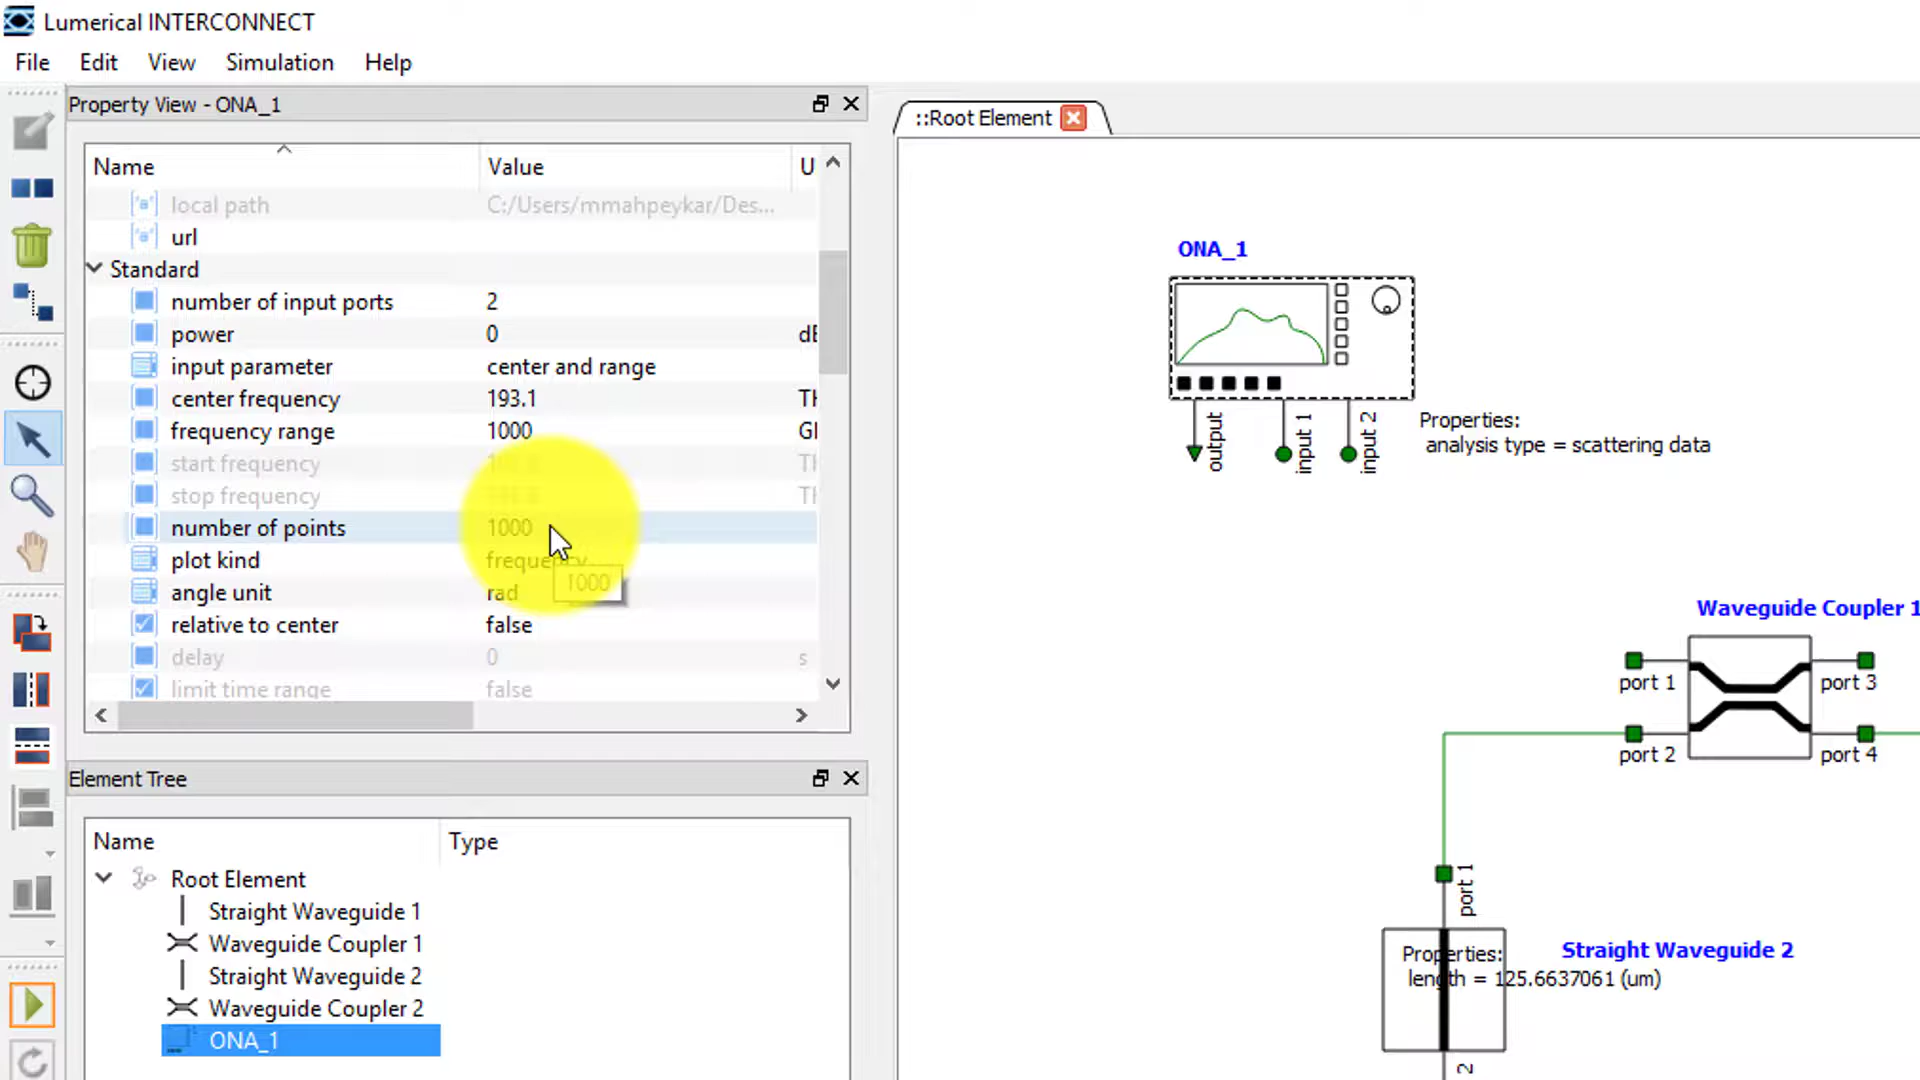 Lumerical INTERCONNECT
File Edit View Simulation Help
Property View - ONA_1
Name Value U
local path C:/Users/mmahpeykar/Des...
url
Standard
number of input ports 2
power 0
input parameter center and range
center frequency 193.1
frequency range 1000
start frequency
stop frequency
number of points 1000
plot kind frequency
1000
angle unit rad
relative to center false
delay 0 s
limit time range false
Element Tree
Name Type
Root Element
Straight Waveguide 1
Waveguide Coupler 1
Straight Waveguide 2
Waveguide Coupler 2
ONA_1
::Root Element
ONA_1
output
input 1
input 2
Properties:
analysis type = scattering data
Waveguide Coupler 1
port 1
port 3
port 2
port 4
port 1
Straight Waveguide 2
Properties:
length = 125.6637061 (um)
2